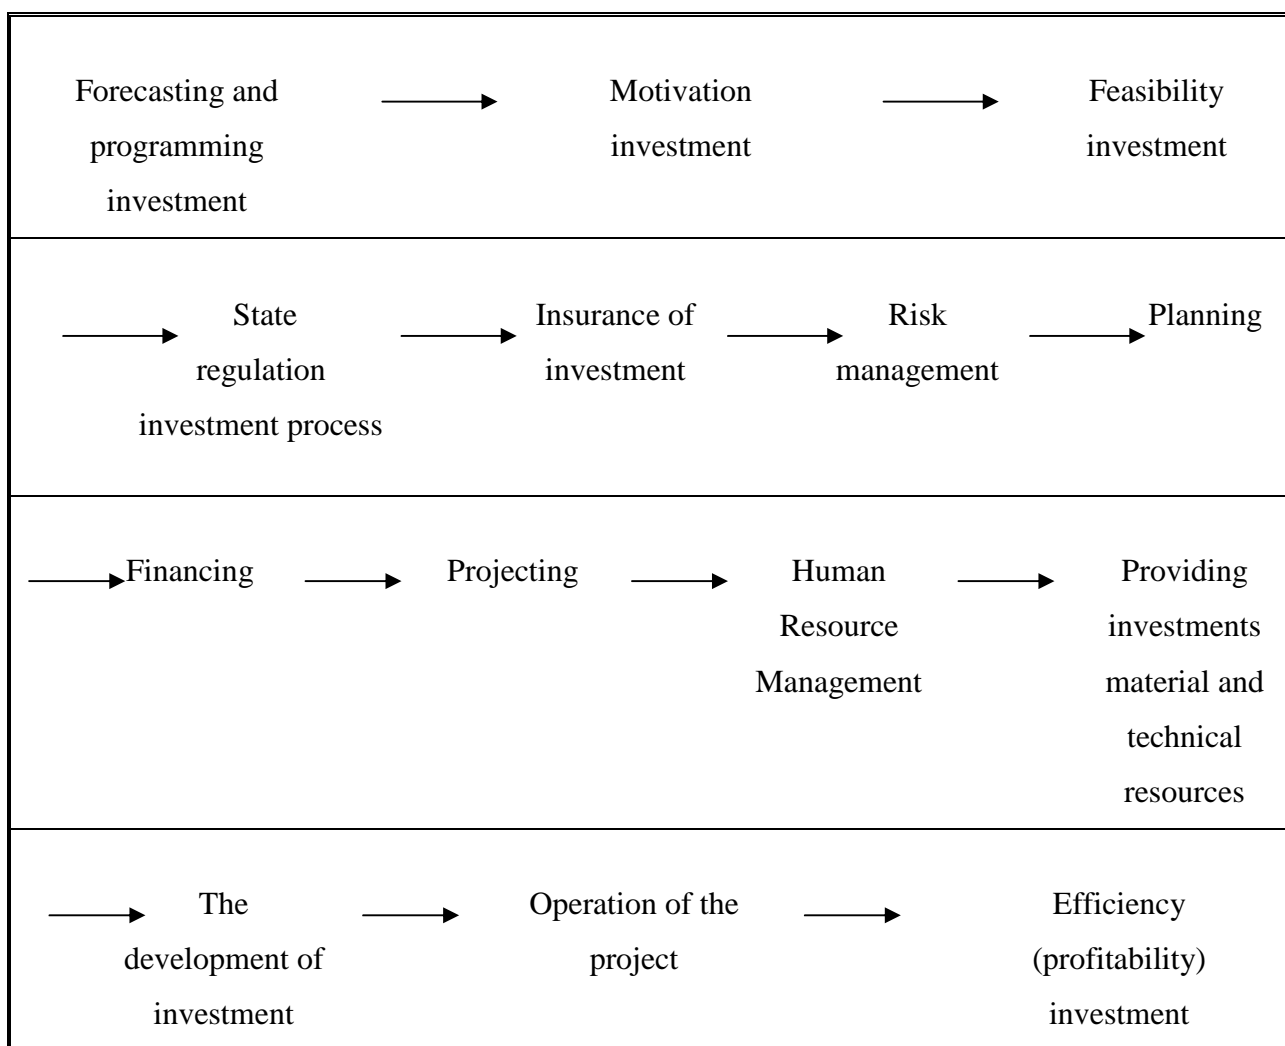 Forecasting and
programming
investment
Motivation
investment
Feasibility
investment
State
regulation
investment process
Insurance of
investment
Risk
management
Planning
Financing
Projecting
Human
Resource
Management
Providing
investments
material and
technical
resources
The
development of
investment
Operation of the
project
Efficiency
(profitability)
investment